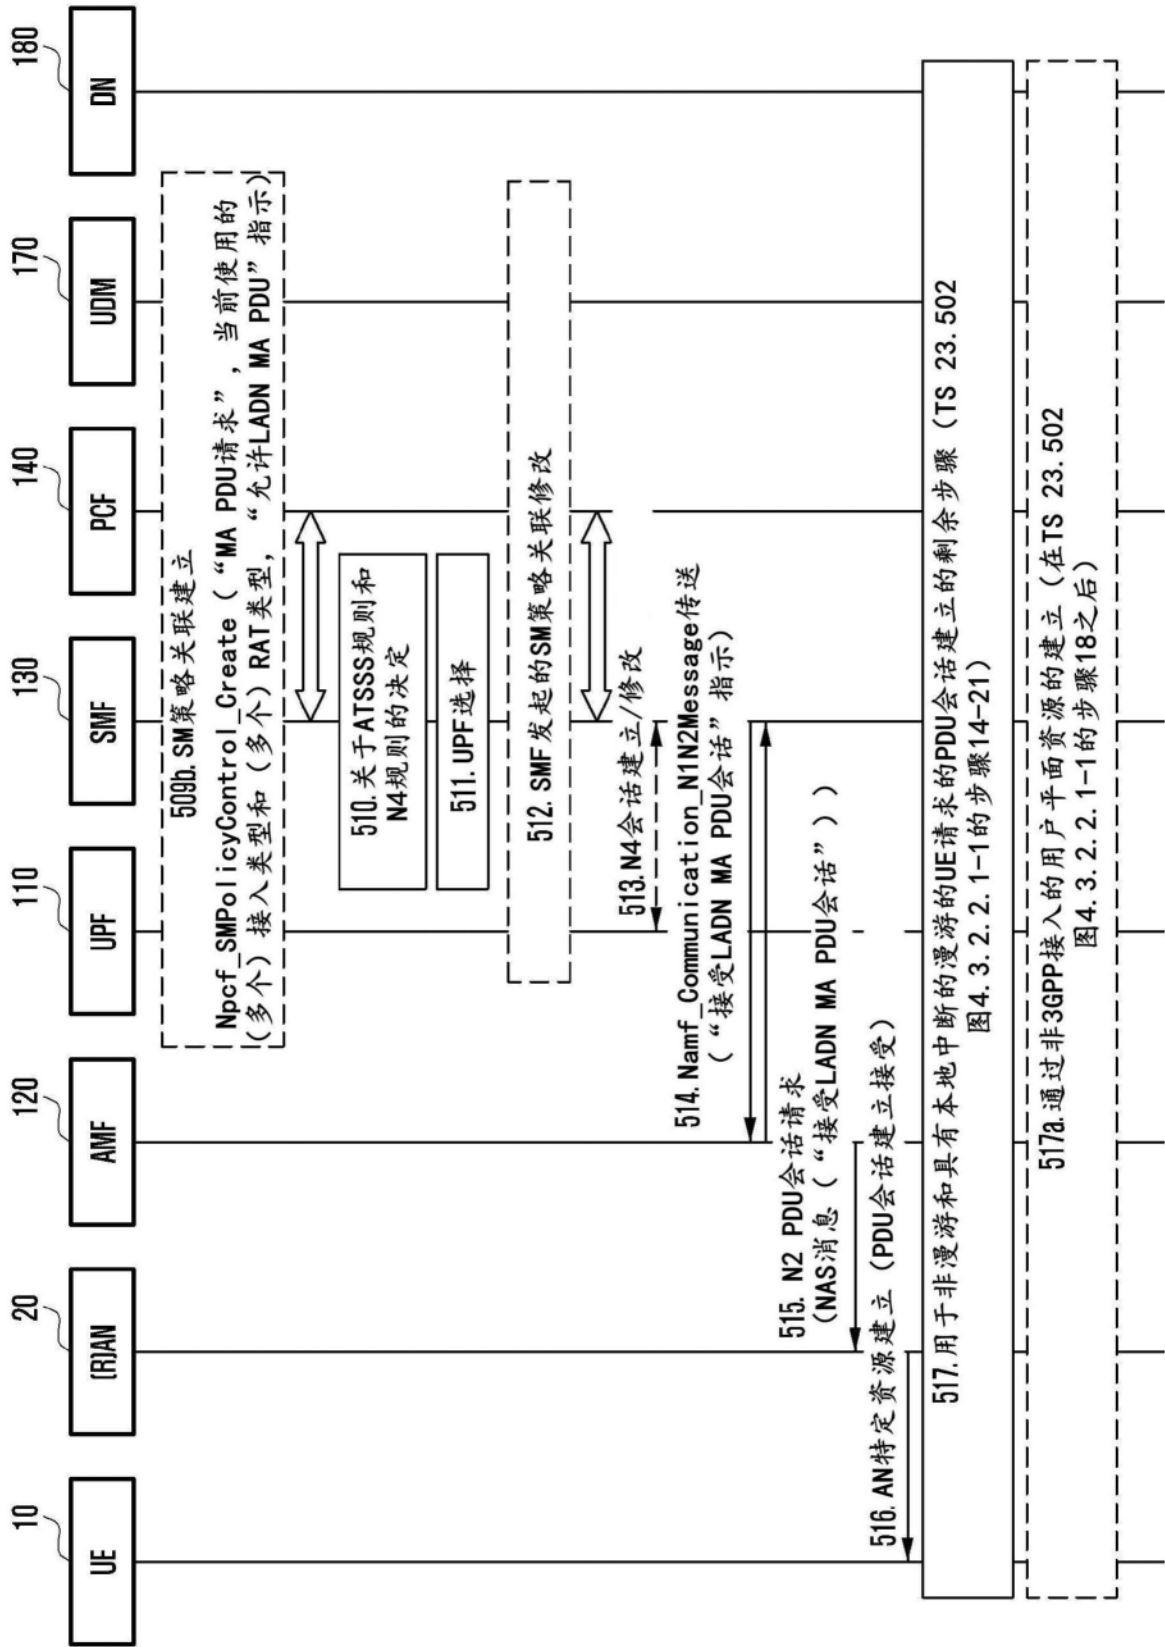 10
20
120
110
130
140
170
180
UE
(R)AN
AMF
UPF
SMF
PCF
UDM
DN
509b. SM策略关联建立
Npcf_SMPolicyControl_Create (“MA PDU请求”, 当前使用的
(多个) 接入类型和 (多个) RAT类型, “允许LADN MA PDU” 指示)
510. 关于ATSSS规则和
N4规则的决定
511. UPF选择
512. SMF发起的SM策略关联修改
513. N4会话建立/修改
514. Namf_Communication_N1N2Message传送
(“接受LADN MA PDU会话” 指示)
515. N2 PDU会话请求
(NAS消息 (“接受LADN MA PDU会话”))
516. AN特定资源建立 (PDU会话建立接受)
517. 用于非漫游和具有本地中断的漫游的UE请求的PDU会话建立的剩余步骤 (TS 23.502
图4.3.2.2.1-1的步骤14-21)
517a. 通过非3GPP接入的用户平面资源的建立 (在TS 23.502
图4.3.2.2.1-1的步骤18之后)